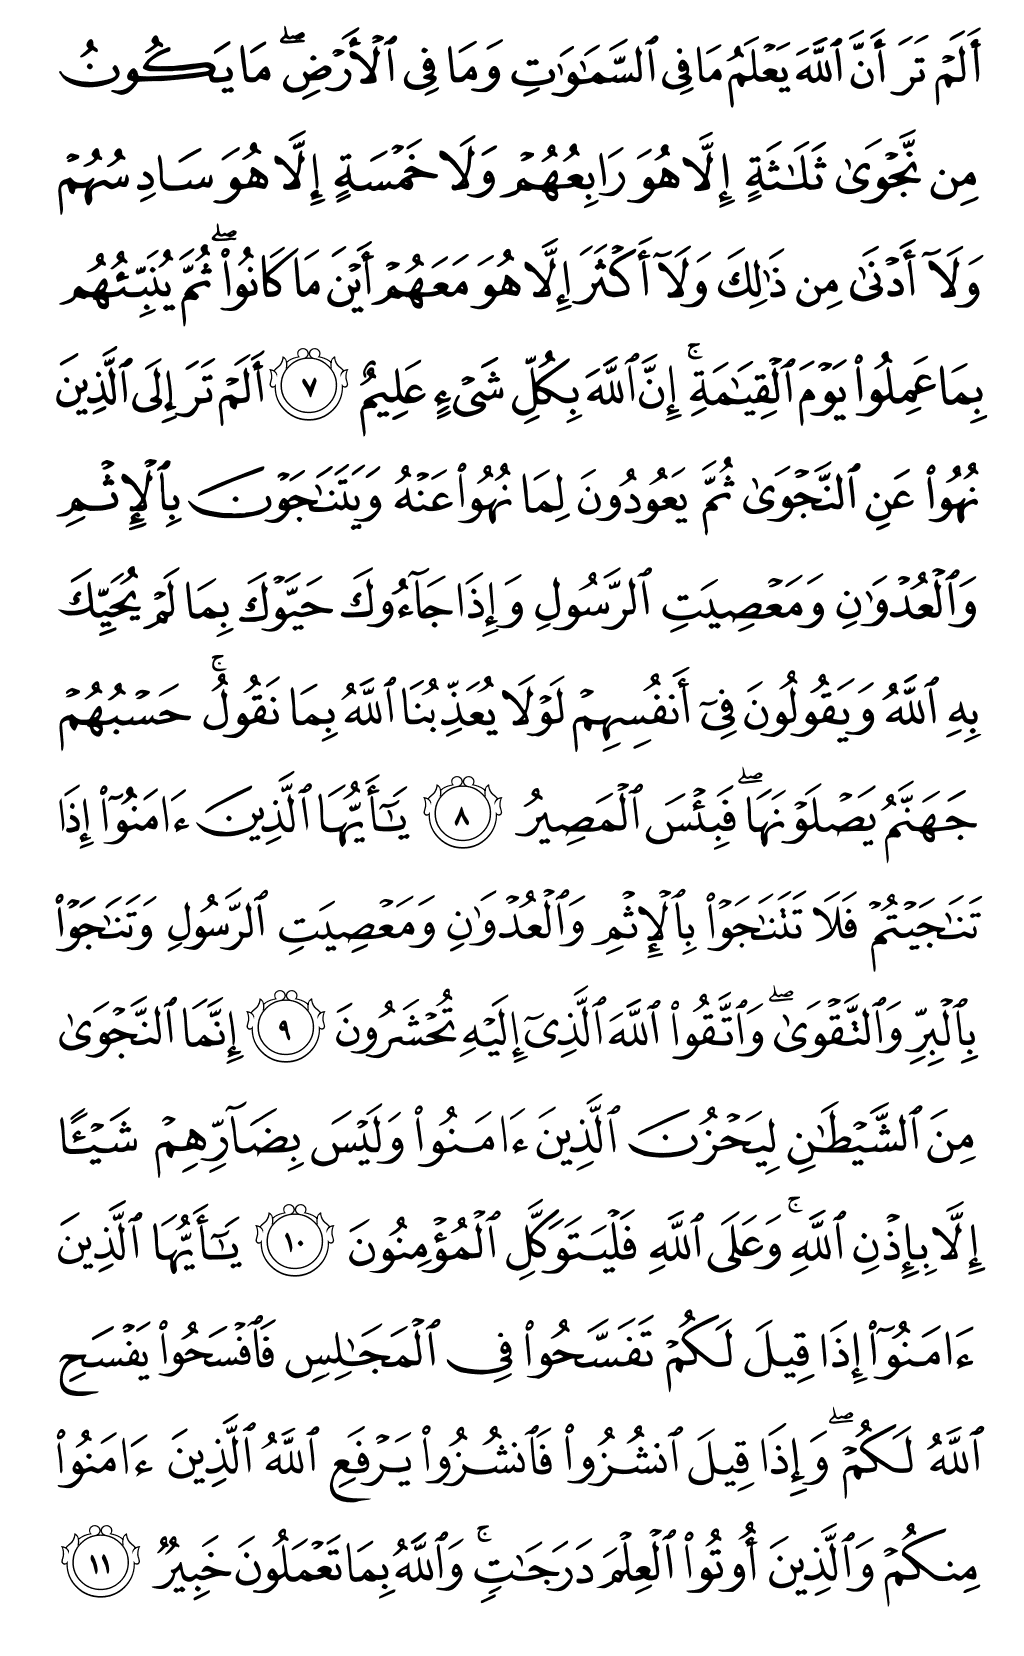 أَلَمْ تَرَ أَنَّ ٱللَّهَ يَعْلَمُ مَا فِى ٱلسَّمَٰوَٰتِ وَمَا فِى ٱلْأَرْضِ ۖ مَا يَكُونُ
مِن نَّجْوَىٰ ثَلَٰثَةٍ إِلَّا هُوَ رَابِعُهُمْ وَلَا خَمْسَةٍ إِلَّا هُوَ سَادِسُهُمْ
وَلَآ أَدْنَىٰ مِن ذَٰلِكَ وَلَآ أَكْثَرَ إِلَّا هُوَ مَعَهُمْ أَيْنَ مَا كَانُوا۟ ۖ ثُمَّ يُنَبِّئُهُم
بِمَا عَمِلُوا۟ يَوْمَ ٱلْقِيَٰمَةِ ۚ إِنَّ ٱللَّهَ بِكُلِّ شَىْءٍ عَلِيمٌ ٧ أَلَمْ تَرَ إِلَى ٱلَّذِينَ
نُهُوا۟ عَنِ ٱلنَّجْوَىٰ ثُمَّ يَعُودُونَ لِمَا نُهُوا۟ عَنْهُ وَيَتَنَٰجَوْنَ بِٱلْإِثْمِ
وَٱلْعُدْوَٰنِ وَمَعْصِيَتِ ٱلرَّسُولِ وَإِذَا جَآءُوكَ حَيَّوْكَ بِمَا لَمْ يُحَيِّكَ
بِهِ ٱللَّهُ وَيَقُولُونَ فِىٓ أَنفُسِهِمْ لَوْلَا يُعَذِّبُنَا ٱللَّهُ بِمَا نَقُولُ ۚ حَسْبُهُمْ
جَهَنَّمُ يَصْلَوْنَهَا ۖ فَبِئْسَ ٱلْمَصِيرُ ٨ يَٰٓأَيُّهَا ٱلَّذِينَ ءَامَنُوٓا۟ إِذَا
تَنَٰجَيْتُمْ فَلَا تَتَنَٰجَوْا۟ بِٱلْإِثْمِ وَٱلْعُدْوَٰنِ وَمَعْصِيَتِ ٱلرَّسُولِ وَتَنَٰجَوْا۟
بِٱلْبِرِّ وَٱلتَّقْوَىٰ ۖ وَٱتَّقُوا۟ ٱللَّهَ ٱلَّذِىٓ إِلَيْهِ تُحْشَرُونَ ٩ إِنَّمَا ٱلنَّجْوَىٰ
مِنَ ٱلشَّيْطَٰنِ لِيَحْزُنَ ٱلَّذِينَ ءَامَنُوا۟ وَلَيْسَ بِضَآرِّهِمْ شَيْـًٔا
إِلَّا بِإِذْنِ ٱللَّهِ ۚ وَعَلَى ٱللَّهِ فَلْيَتَوَكَّلِ ٱلْمُؤْمِنُونَ ١٠ يَٰٓأَيُّهَا ٱلَّذِينَ
ءَامَنُوٓا۟ إِذَا قِيلَ لَكُمْ تَفَسَّحُوا۟ فِى ٱلْمَجَٰلِسِ فَٱفْسَحُوا۟ يَفْسَحِ
ٱللَّهُ لَكُمْ ۖ وَإِذَا قِيلَ ٱنشُزُوا۟ فَٱنشُزُوا۟ يَرْفَعِ ٱللَّهُ ٱلَّذِينَ ءَامَنُوا۟
مِنكُمْ وَٱلَّذِينَ أُوتُوا۟ ٱلْعِلْمَ دَرَجَٰتٍ ۚ وَٱللَّهُ بِمَا تَعْمَلُونَ خَبِيرٌ ١١